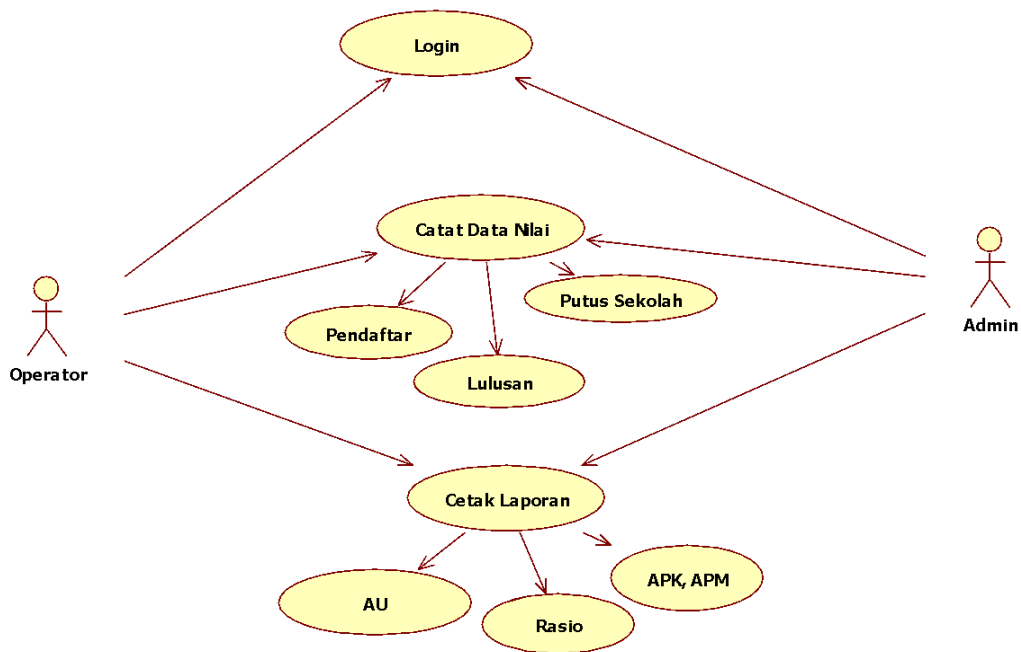 Login
Catat Data Nilai
Putus Sekolah
Pendaftar
Admin
Operator
Lulusan
Cetak Laporan
APK, APM
AU
Rasio